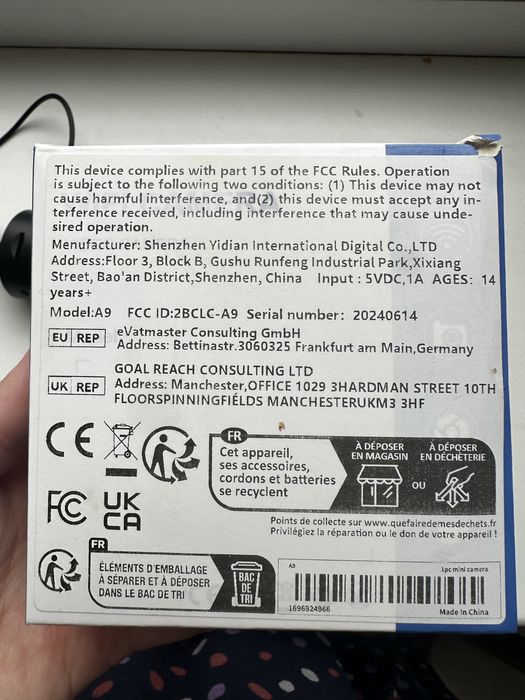 This device complies with part 15 of the FCC Rules. Operation
is subject to the following two conditions: (1) This device may not
cause harmful interference, and(2) this device must accept any in-
terference received, including interference that may cause unde-
sired operation.
Manufacturer: Shenzhen Yidian International Digital Co.,LTD
Address:Floor 3, Block B, Gushu Runfeng Industrial Park,Xixiang
Street, Bao'an District,Shenzhen, China Input : 5VDC,1A AGES: 14
years+
Model:A9 FCC ID:2BCLC-A9 Serial number: 20240614
EU REP
eVatmaster Consulting GmbH
Address: Bettinastr.3060325 Frankfurt am Main,Germany
UK REP
GOAL REACH CONSULTING LTD
Address: Manchester,OFFICE 1029 3HARDMAN STREET 10TH
FLOORSPINNINGFIÉLDS MANCHESTERUKM3 3HF
CE
FC
UK
CA
FR
Cet appareil,
ses accessoires,
cordons et batteries
se recyclent
À DÉPOSER
EN MAGASIN
OU
À DÉPOSER
EN DÉCHÈTERIE
Points de collecte sur www.quefairedemesdechets.fr
Privilégiez la réparation ou le don de votre appareil !
FR
ÉLÉMENTS D'EMBALLAGE
À SÉPARER ET À DÉPOSER
DANS LE BAC DE TRI
BAC
DE
TRI
A9 1pc mini camera
1696924966
Made In China